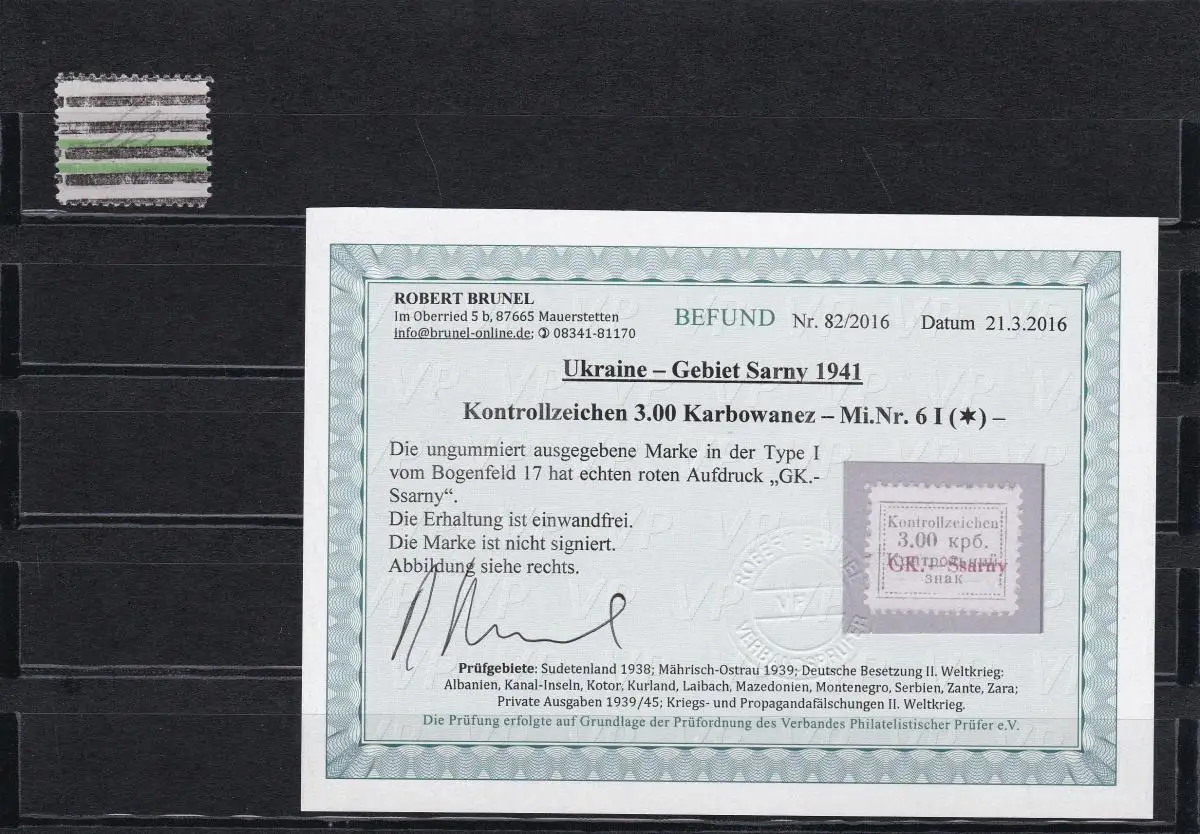 ROBERT BRUNEL
Im Oberried 5 b, 87665 Mauerstetten
info@brunel-online.de; ✆ 08341-81170
BEFUND Nr. 82/2016 Datum 21.3.2016
Ukraine – Gebiet Sarny 1941
Kontrollzeichen 3.00 Karbowanez – Mi.Nr. 6 I (✶) –
Die ungummiert ausgegebene Marke in der Type I
vom Bogenfeld 17 hat echten roten Aufdruck „GK.-
Ssarny“.
Die Erhaltung ist einwandfrei.
Die Marke ist nicht signiert.
Abbildung siehe rechts.
Kontrollzeichen
3.00 крб.
Контрольний
GK. – Ssarny
знак
ROBERT BRUNEL
VP
Prüfgebiete: Sudetenland 1938; Mährisch-Ostrau 1939; Deutsche Besetzung II. Weltkrieg:
Albanien, Kanal-Inseln, Kotor, Kurland, Laibach, Mazedonien, Montenegro, Serbien, Zante, Zara;
Private Ausgaben 1939/45; Kriegs- und Propagandafälschungen II. Weltkrieg.
Die Prüfung erfolgte auf Grundlage der Prüfordnung des Verbandes Philatelistischer Prüfer e.V.